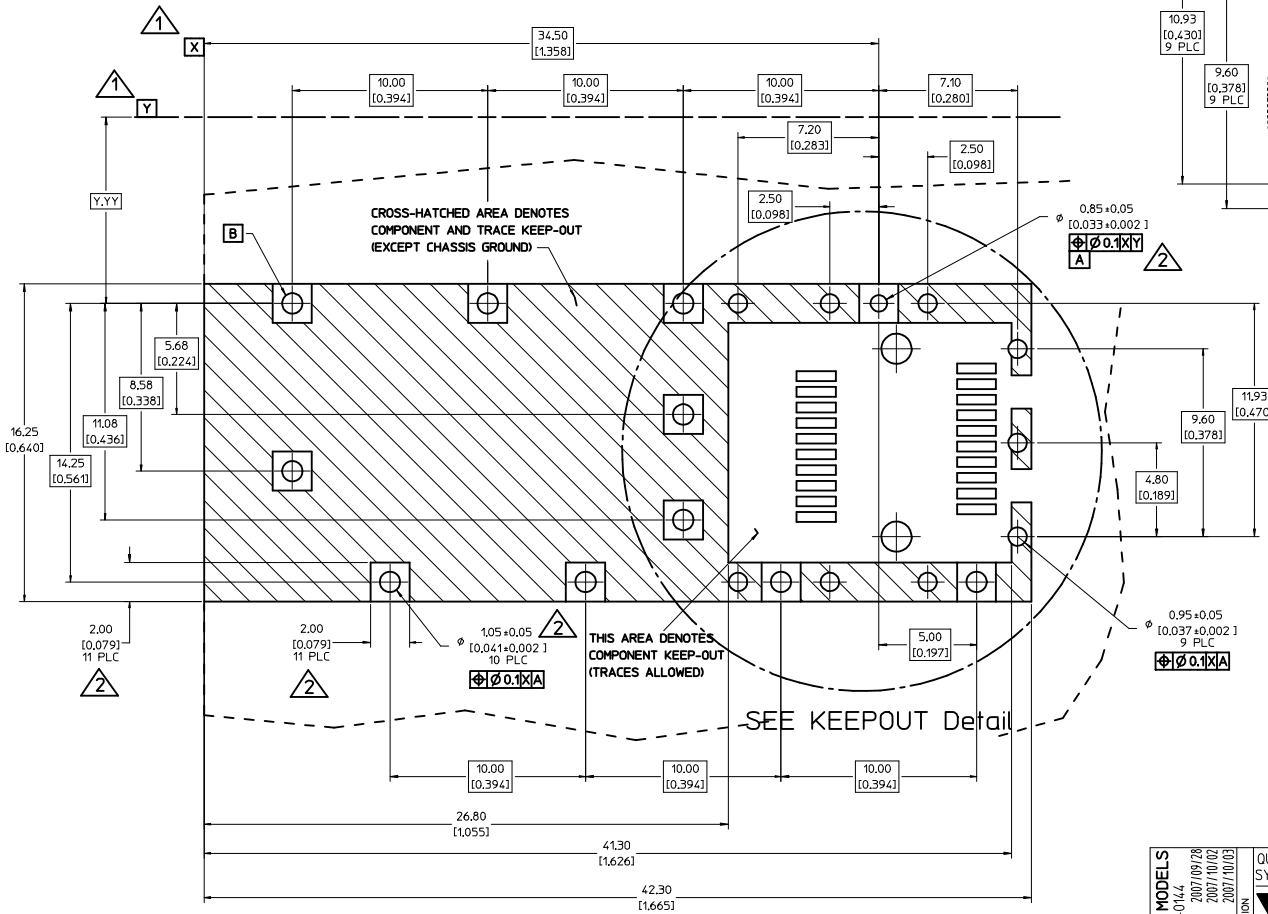 1
X
34.50
[1.358]
10.93
[0.430]
9 PLC
9.60
[0.378]
9 PLC
1
Y
10.00
[0.394]
10.00
[0.394]
10.00
[0.394]
7.10
[0.280]
7.20
[0.283]
2.50
[0.098]
2.50
[0.098]
Y.YY
B
CROSS-HATCHED AREA DENOTES
COMPONENT AND TRACE KEEP-OUT
(EXCEPT CHASSIS GROUND)
⌀ 0.85±0.05
[0.033±0.002 ]
⌖ ⌀ 0.1 X Y
A
2
5.68
[0.224]
8.58
[0.338]
11.08
[0.436]
14.25
[0.561]
16.25
[0.640]
11.93
[0.470
9.60
[0.378]
4.80
[0.189]
2.00
[0.079]
11 PLC
2
2.00
[0.079]
11 PLC
2
⌀ 1.05±0.05
[0.041±0.002 ]
10 PLC
⌖ ⌀ 0.1 X A
2
THIS AREA DENOTES
COMPONENT KEEP-OUT
(TRACES ALLOWED)
5.00
[0.197]
⌀ 0.95±0.05
[0.037±0.002 ]
9 PLC
⌖ ⌀ 0.1 X A
SEE KEEPOUT Detail
10.00
[0.394]
10.00
[0.394]
10.00
[0.394]
26.80
[1.055]
41.30
[1.626]
42.30
[1.665]
MODELS
0144
2007/09/28
2007/10/02
2007/10/03
ION
QU
SY